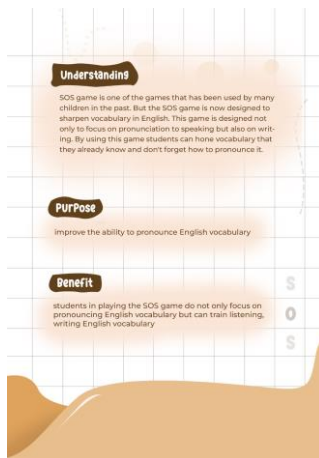 Understanding
SOS game is one of the games that has been used by many
children in the past. But the SOS game is now designed to
sharpen vocabulary in English. This game is designed not
only to focus on pronunciation to speaking but also on writ-
ing. By using this game students can hone vocabulary that
they already know and don't forget how to pronounce it.
PUrPose
improve the ability to pronounce English vocabulary
Benefit
students in playing the SOS game do not only focus on
pronouncing English vocabulary but can train listening,
writing English vocabulary
S
O
S